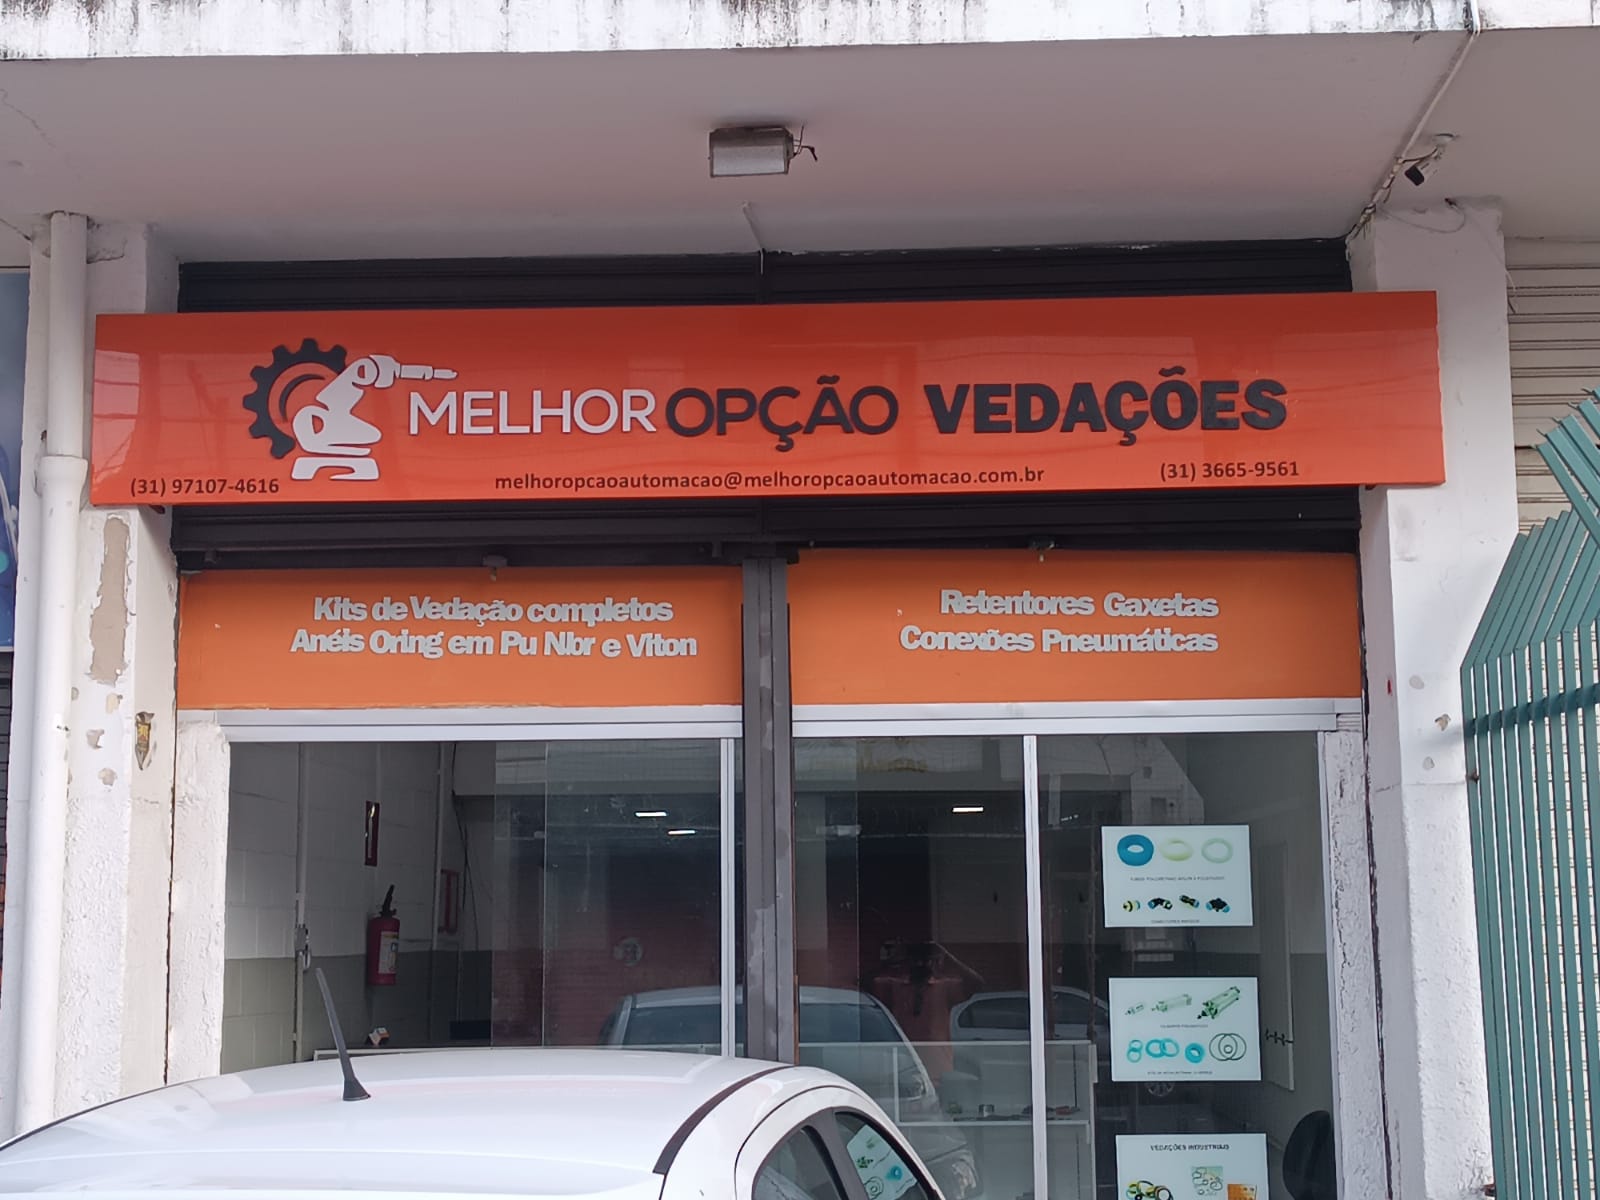 MELHOR OPÇÃO VEDAÇÕES
(31) 97107-4616 melhoropcaoautomacao@melhoropcaoautomacao.com.br (31) 3665-9561
Kits de Vedação completos
Anéis Oring em Pu Nbr e Viton
Retentores Gaxetas
Conexões Pneumáticas
VEDAÇÕES INDUSTRIAIS